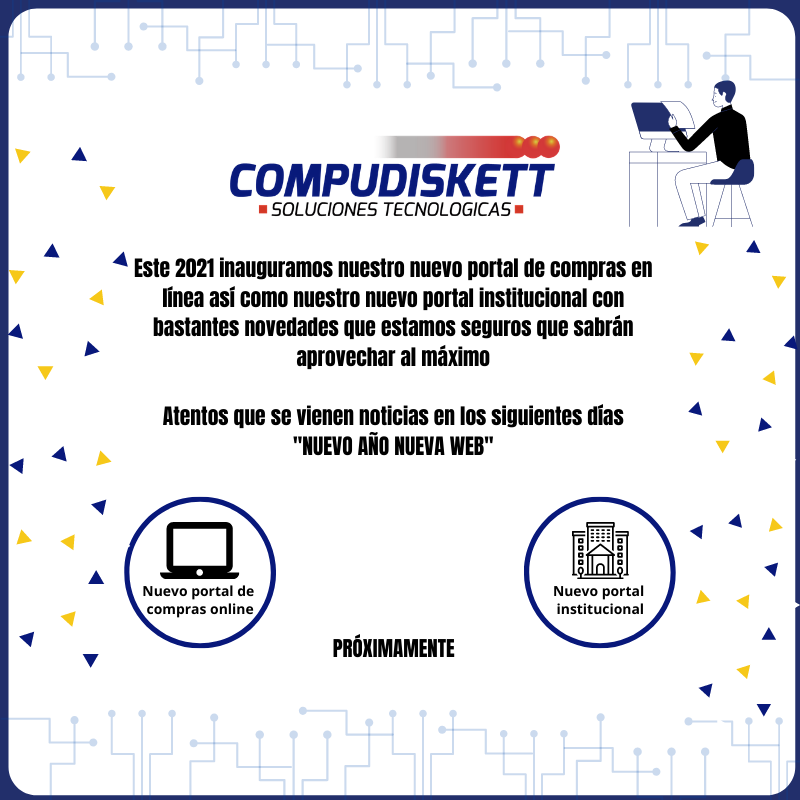 COMPUDISKETT
SOLUCIONES TECNOLOGICAS
Este 2021 inauguramos nuestro nuevo portal de compras en
línea así como nuestro nuevo portal institucional con
bastantes novedades que estamos seguros que sabrán
aprovechar al máximo
Atentos que se vienen noticias en los siguientes días
"NUEVO AÑO NUEVA WEB"
Nuevo portal de
compras online
Nuevo portal
institucional
PRÓXIMAMENTE